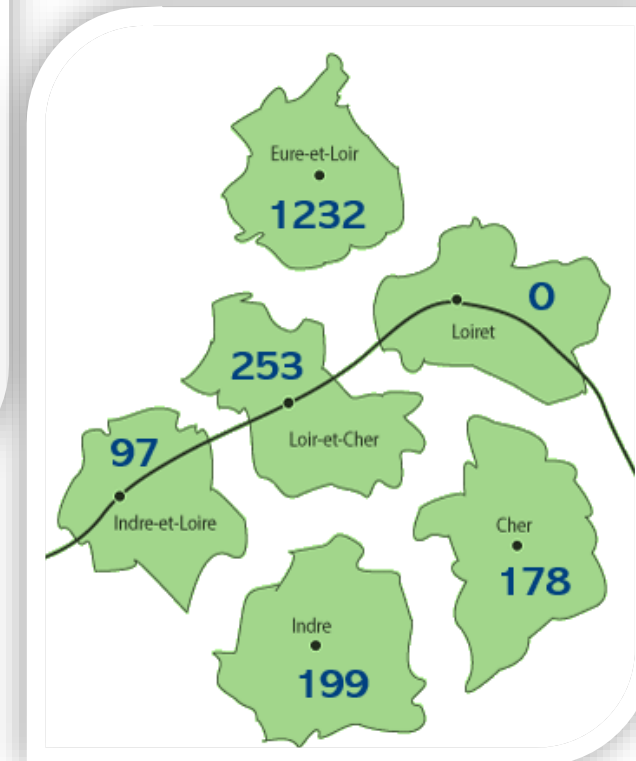 Eure-et-Loir
1232
0
Loiret
253
Loir-et-Cher
97
Indre-et-Loire
Cher
178
Indre
199